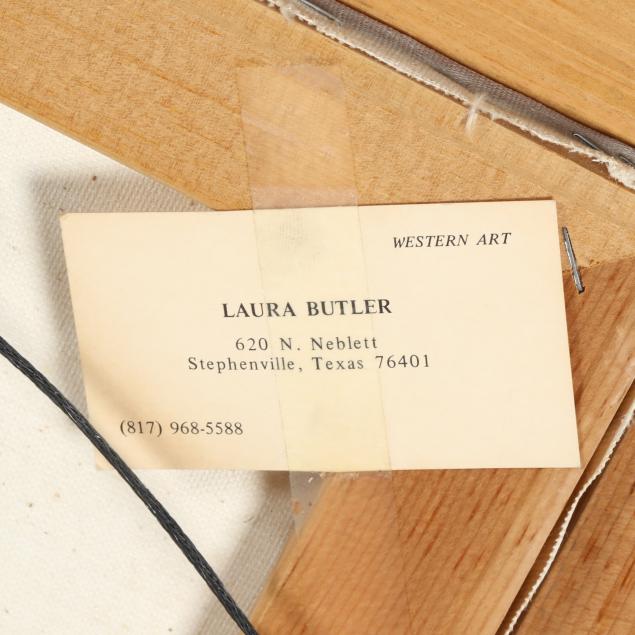 WESTERN ART
LAURA BUTLER
620 N. Neblett
Stephenville, Texas 76401
(817) 968-5588